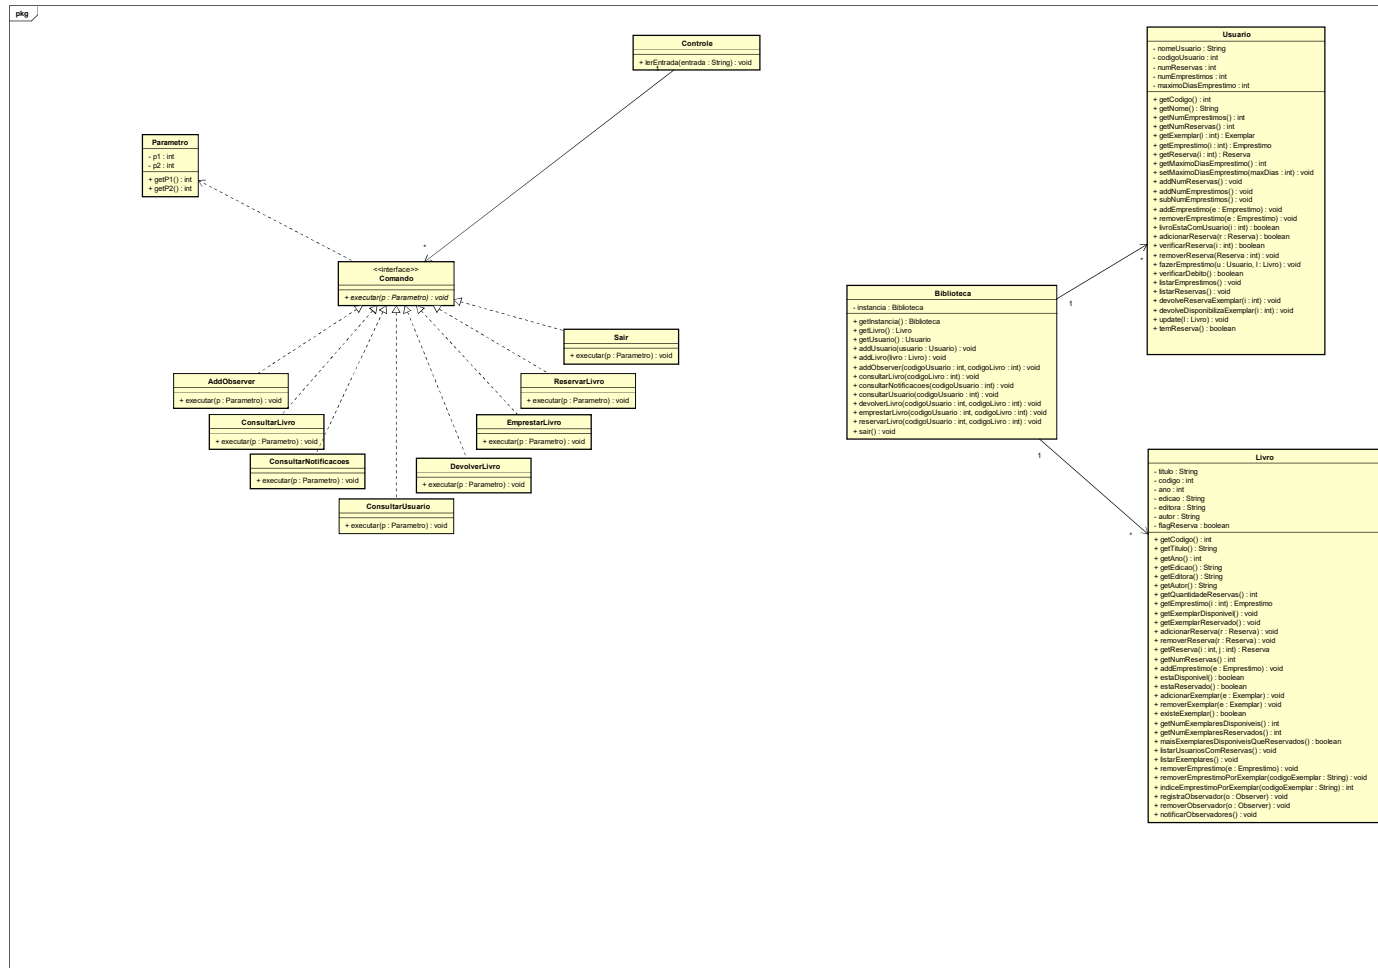 pkg
Controle
+ lerEntrada(entrada : String) : void
1
Parametro
- p1 : int
- p2 : int
+ getP1() : int
+ getP2() : int
*
<<interface>>
Comando
+ executar(p : Parametro) : void
Sair
+ executar(p : Parametro) : void
AddObserver
+ executar(p : Parametro) : void
ReservarLivro
+ executar(p : Parametro) : void
ConsultarLivro
+ executar(p : Parametro) : void
EmprestarLivro
+ executar(p : Parametro) : void
ConsultarNotificacoes
+ executar(p : Parametro) : void
DevolverLivro
+ executar(p : Parametro) : void
ConsultarUsuario
+ executar(p : Parametro) : void
Biblioteca
- instancia : Biblioteca
+ getInstancia() : Biblioteca
+ getLivro() : Livro
+ getUsuario() : Usuario
+ addUsuario(usuario : Usuario) : void
+ addLivro(livro : Livro) : void
+ addObserver(codigoUsuario : int, codigoLivro : int) : void
+ consultarLivro(codigoLivro : int) : void
+ consultarNotificacoes(codigoUsuario : int) : void
+ consultarUsuario(codigoUsuario : int) : void
+ devolverLivro(codigoUsuario : int, codigoLivro : int) : void
+ emprestarLivro(codigoUsuario : int, codigoLivro : int) : void
+ reservarLivro(codigoUsuario : int, codigoLivro : int) : void
+ sair() : void
1
*
1
*
Usuario
- nomeUsuario : String
- codigoUsuario : int
- numReservas : int
- numEmprestimos : int
- maximoDiasEmprestimo : int
+ getCodigo() : int
+ getNome() : String
+ getNumEmprestimos() : int
+ getNumReservas() : int
+ getExemplar(i : int) : Exemplar
+ getEmprestimo(i : int) : Emprestimo
+ getReserva(i : int) : Reserva
+ getMaximoDiasEmprestimo() : int
+ setMaximoDiasEmprestimo(maxDias : int) : void
+ addNumReservas() : void
+ addNumEmprestimos() : void
+ subNumEmprestimos() : void
+ addEmprestimo(e : Emprestimo) : void
+ removerEmprestimo(e : Emprestimo) : void
+ livroEstaComUsuario(i : int) : boolean
+ adicionarReserva(r : Reserva) : boolean
+ verificarReserva(i : int) : boolean
+ removerReserva(Reserva : int) : void
+ fazerEmprestimo(u : Usuario, l : Livro) : void
+ verificarDebito() : boolean
+ listarEmprestimos() : void
+ listarReservas() : void
+ devolveReservaExemplar(i : int) : void
+ devolveDisponibilizaExemplar(i : int) : void
+ update(l : Livro) : void
+ temReserva() : boolean
Livro
- titulo : String
- codigo : int
- ano : int
- edicao : String
- editora : String
- autor : String
- flagReserva : boolean
+ getCodigo() : int
+ getTitulo() : String
+ getAno() : int
+ getEdicao() : String
+ getEditora() : String
+ getAutor() : String
+ getQuantidadeReservas() : int
+ getEmprestimo(i : int) : Emprestimo
+ getExemplarDisponivel() : void
+ getExemplarReservado() : void
+ adicionarReserva(r : Reserva) : void
+ removerReserva(r : Reserva) : void
+ getReserva(i : int, j : int) : Reserva
+ getNumReservas() : int
+ addEmprestimo(e : Emprestimo) : void
+ estaDisponivel() : boolean
+ estaReservado() : boolean
+ adicionarExemplar(e : Exemplar) : void
+ removerExemplar(e : Exemplar) : void
+ existeExemplar() : boolean
+ getNumExemplaresDisponiveis() : int
+ getNumExemplaresReservados() : int
+ maisExemplaresDisponiveisQueReservados() : boolean
+ listarUsuariosComReservas() : void
+ listarExemplares() : void
+ removerEmprestimo(e : Emprestimo) : void
+ removerEmprestimoPorExemplar(codigoExemplar : String) : void
+ indiceEmprestimoPorExemplar(codigoExemplar : String) : int
+ registraObservador(o : Observer) : void
+ removerObservador(o : Observer) : void
+ notificarObservadores() : void